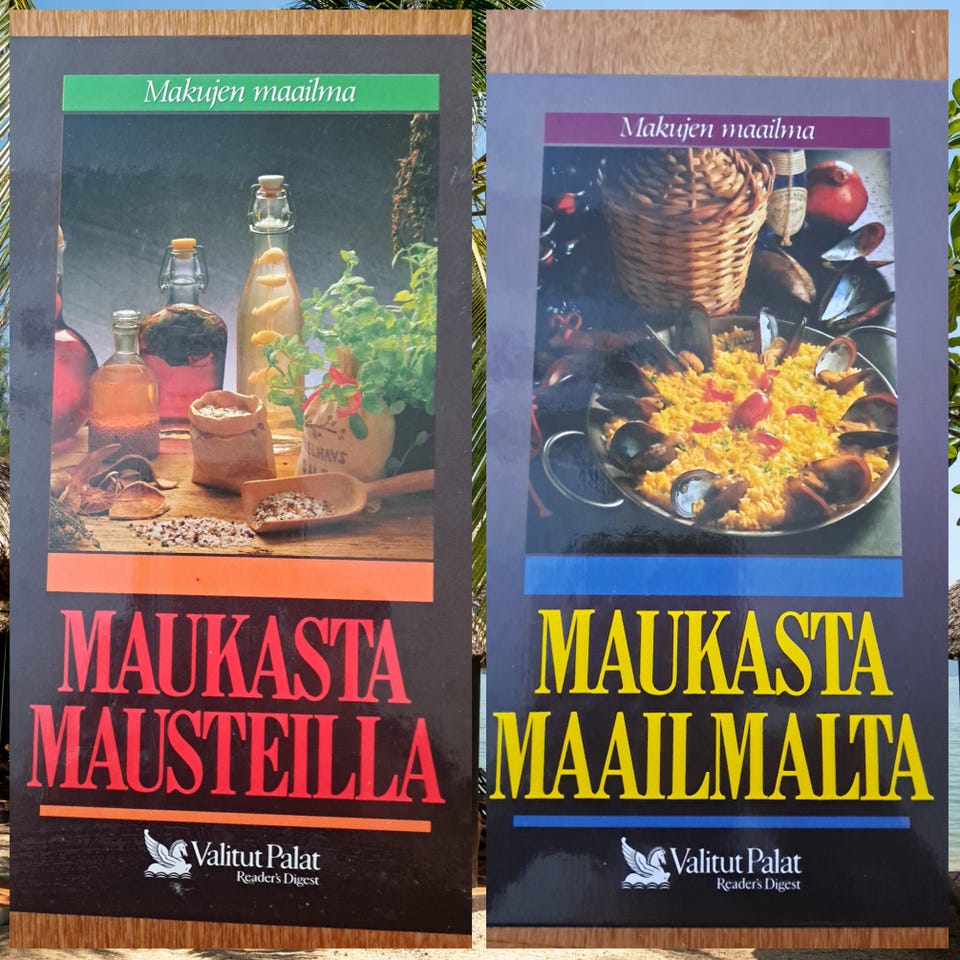 Makujen maailma
MAUKASTA
MAUSTEILLA
Valitut Palat
Reader's Digest
Makujen maailma
MAUKASTA
MAAILMALTA
Valitut Palat
Reader's Digest